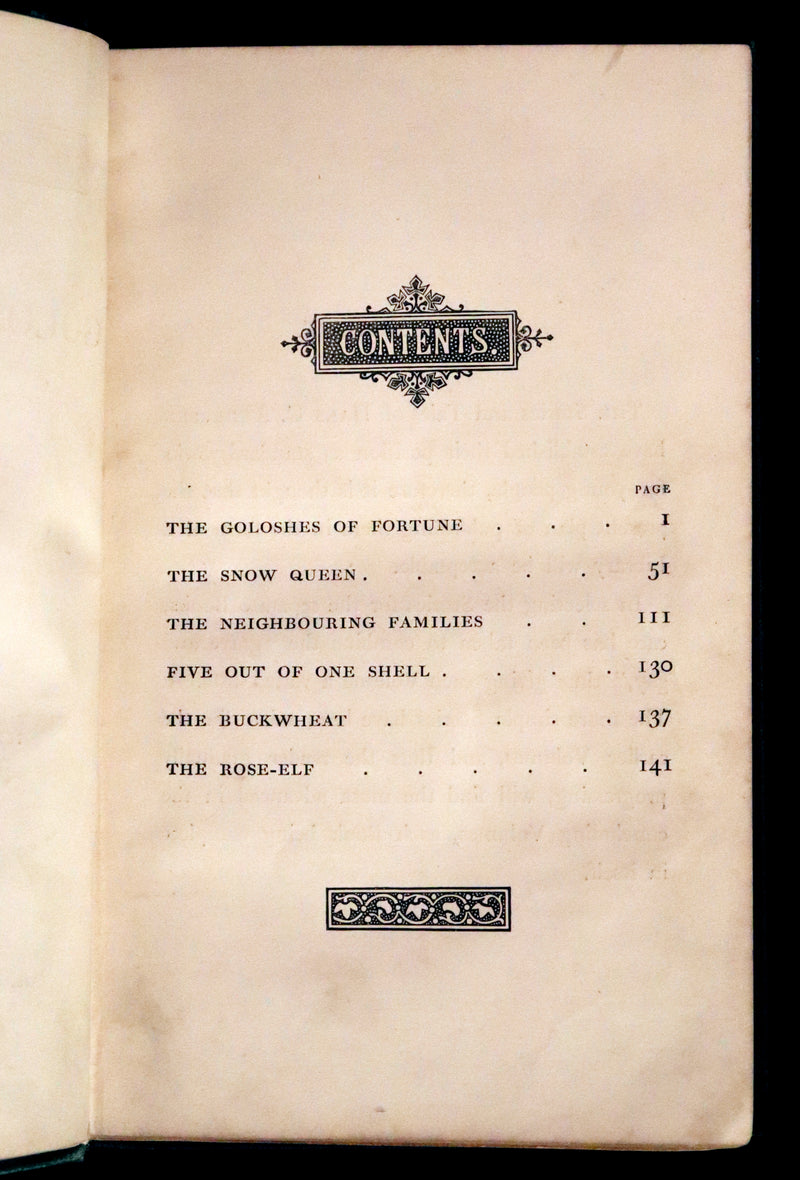 CONTENTS.
PAGE
THE GOLOSHES OF FORTUNE . . . 1
THE SNOW QUEEN . . . . . 51
THE NEIGHBOURING FAMILIES . . 111
FIVE OUT OF ONE SHELL . . . . 130
THE BUCKWHEAT . . . . . 137
THE ROSE-ELF . . . . . 141